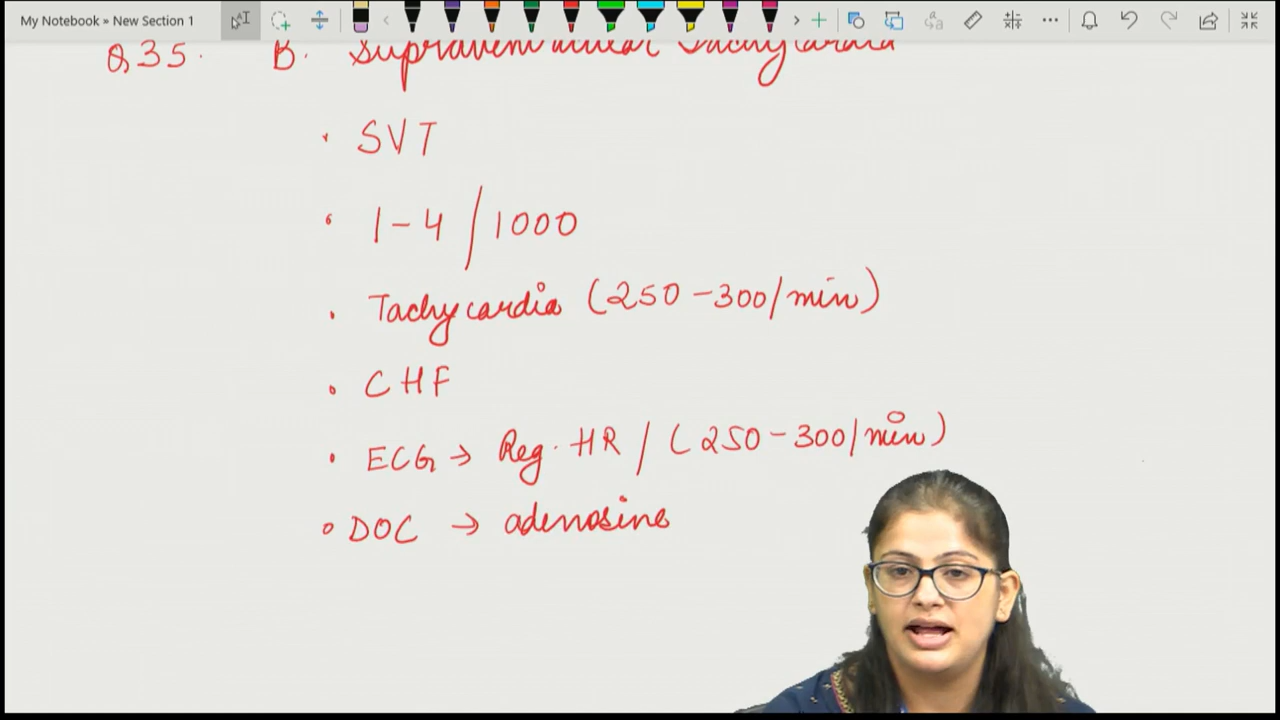 My Notebook » New Section 1
Q35. B. Supraventricular Tachycardia
• SVT
• 1-4/1000
• Tachycardia (250-300/min)
• CHF
• ECG → Reg. HR / (250-300/min)
• DOC → adenosine